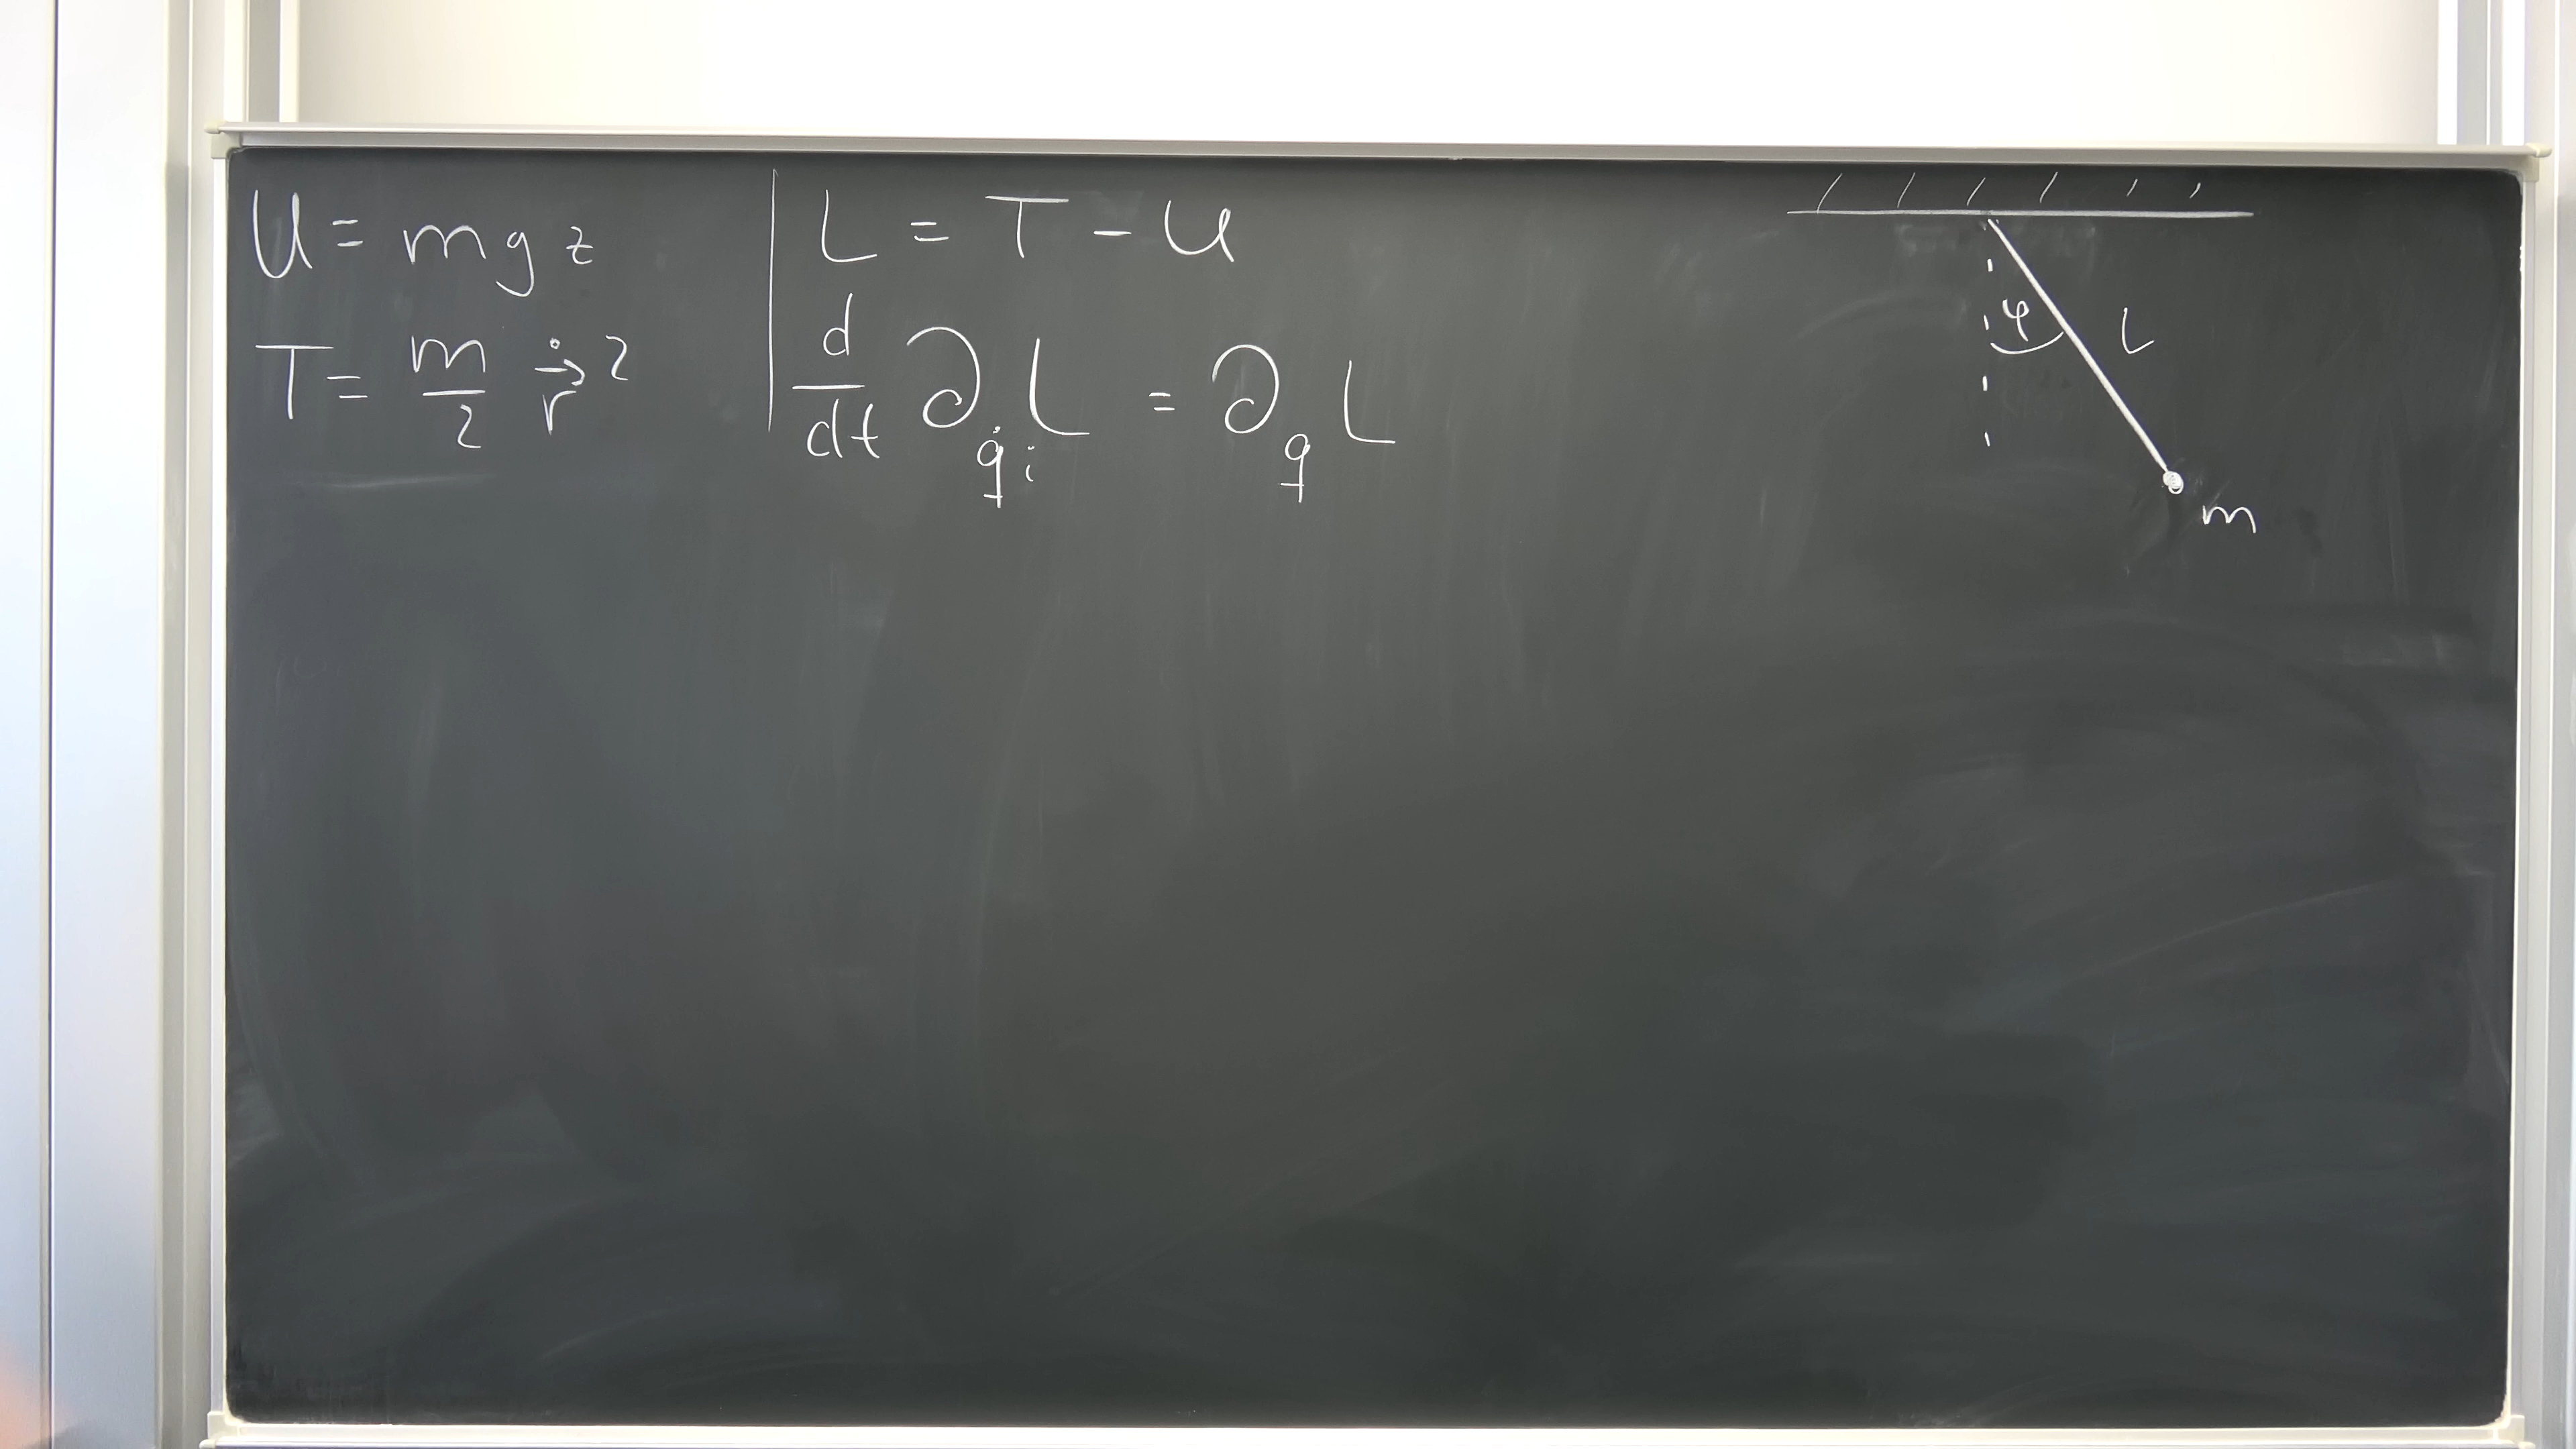 U = mgz
T = m/2 ṙ⃗²
L = T - U
d/dt ∂_q̇ᵢ L = ∂_q L
φ
l
m